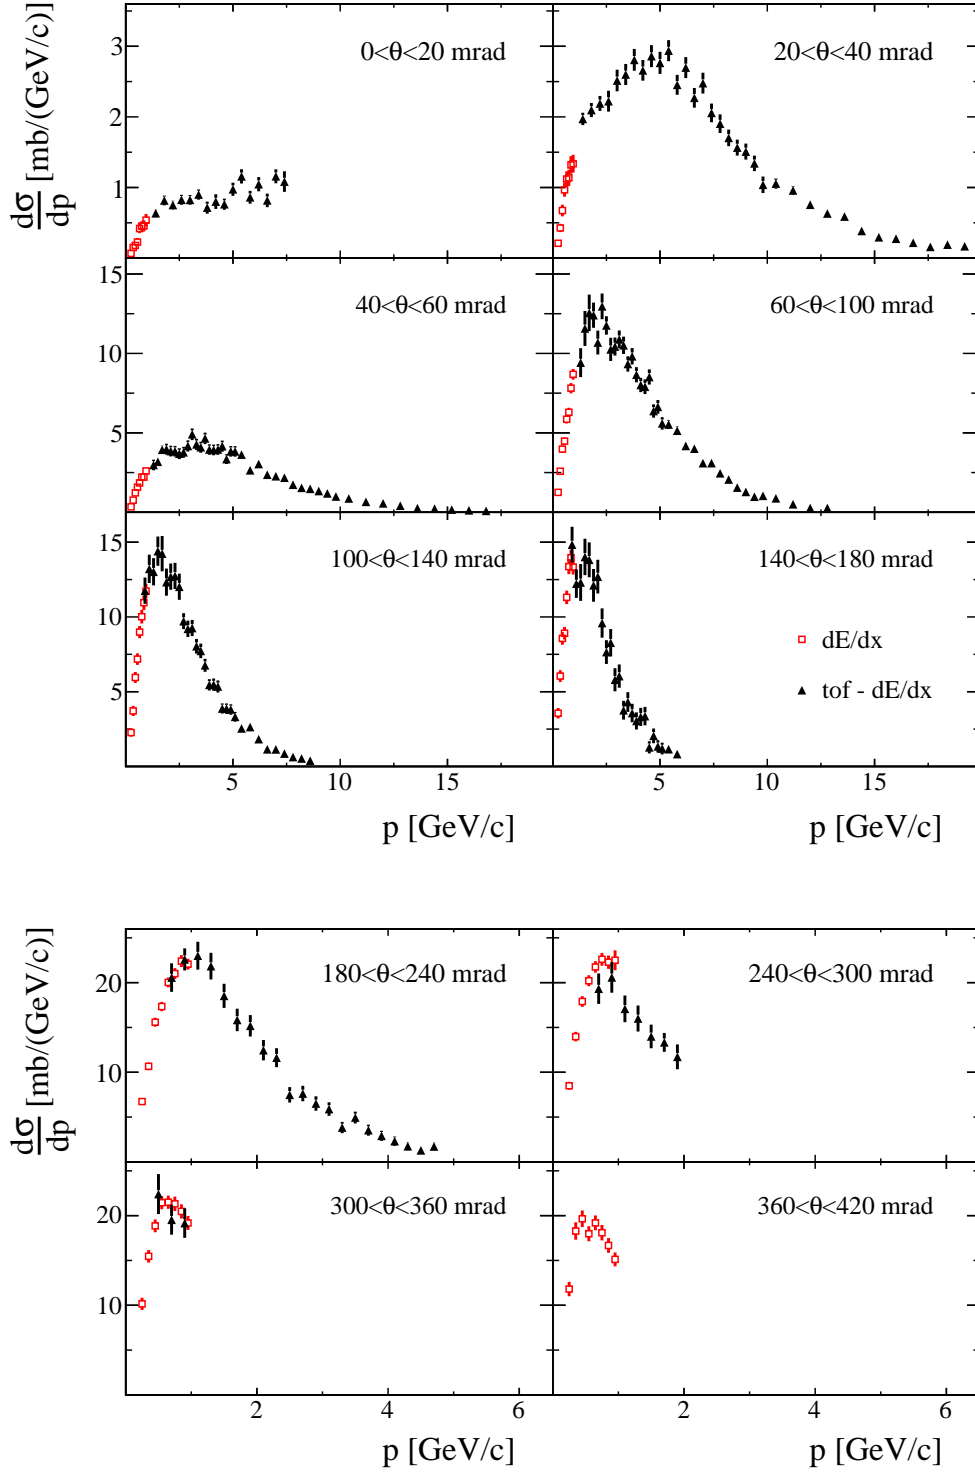 dσ/dp [mb/(GeV/c)]
0<θ<20 mrad
20<θ<40 mrad
3
2
1
40<θ<60 mrad
60<θ<100 mrad
15
10
5
100<θ<140 mrad
140<θ<180 mrad
15
10
5
dE/dx
tof - dE/dx
5 10 15 5 10 15
p [GeV/c] p [GeV/c]
dσ/dp [mb/(GeV/c)]
180<θ<240 mrad
240<θ<300 mrad
20
10
300<θ<360 mrad
360<θ<420 mrad
20
10
2 4 6 2 4 6
p [GeV/c] p [GeV/c]